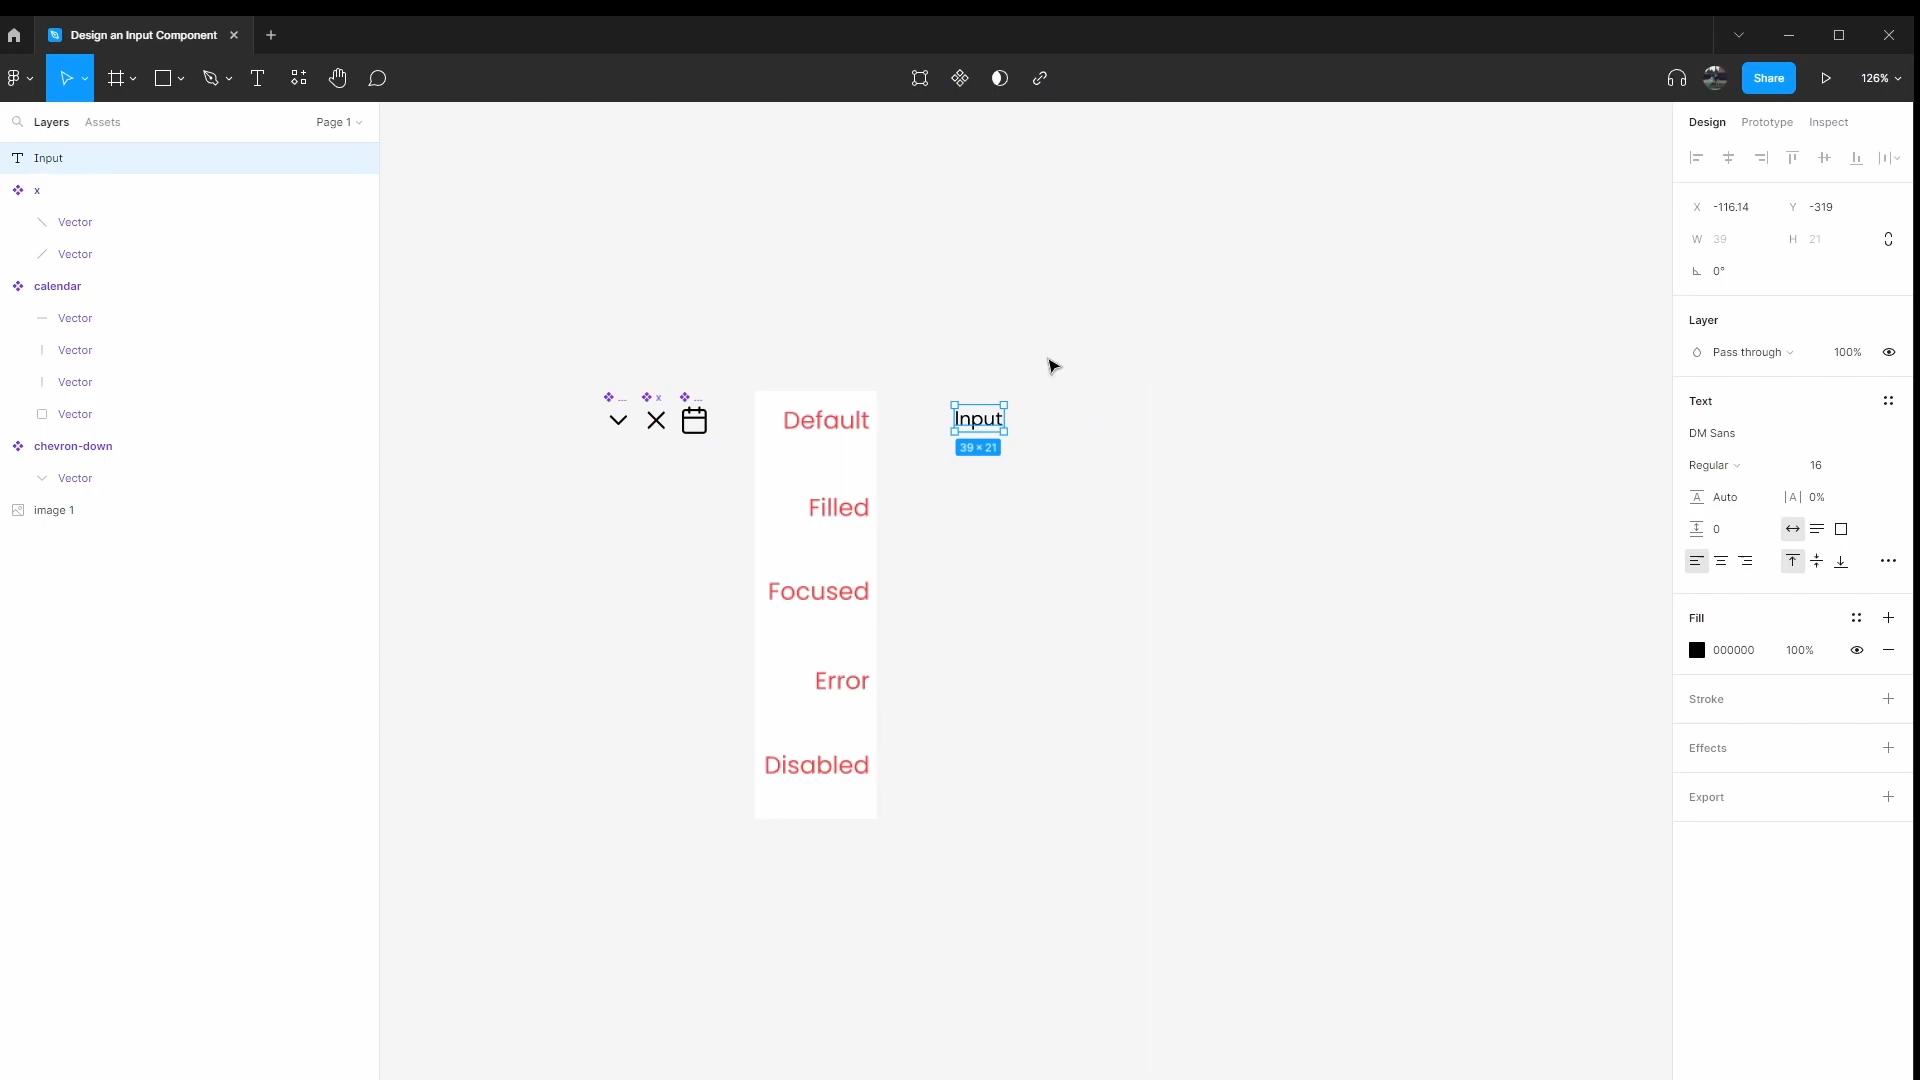 Design an Input Component
Share
126%
Layers
Assets
Page 1
Input
x
Vector
Vector
calendar
Vector
Vector
Vector
Vector
chevron-down
Vector
image 1
... x ...
Default
Filled
Focused
Error
Disabled
Input
39 × 21
Design Prototype Inspect
X -116.14 Y -319
W 39 H 21
0°
Layer
Pass through 100%
Text
DM Sans
Regular 16
A Auto |A| 0%
0
Fill
000000 100%
Stroke
Effects
Export